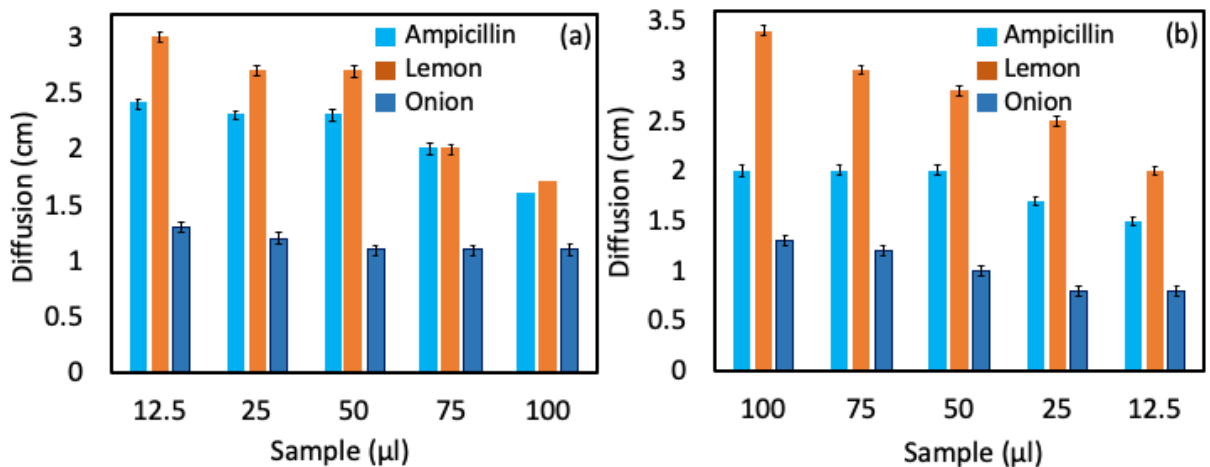 (a)
Ampicillin
Lemon
Onion
3
2.5
2
1.5
1
0.5
0
Diffusion (cm)
12.5 25 50 75 100
Sample (µl)
(b)
Ampicillin
Lemon
Onion
3.5
3
2.5
2
1.5
1
0.5
0
Diffusion (cm)
100 75 50 25 12.5
Sample (µl)